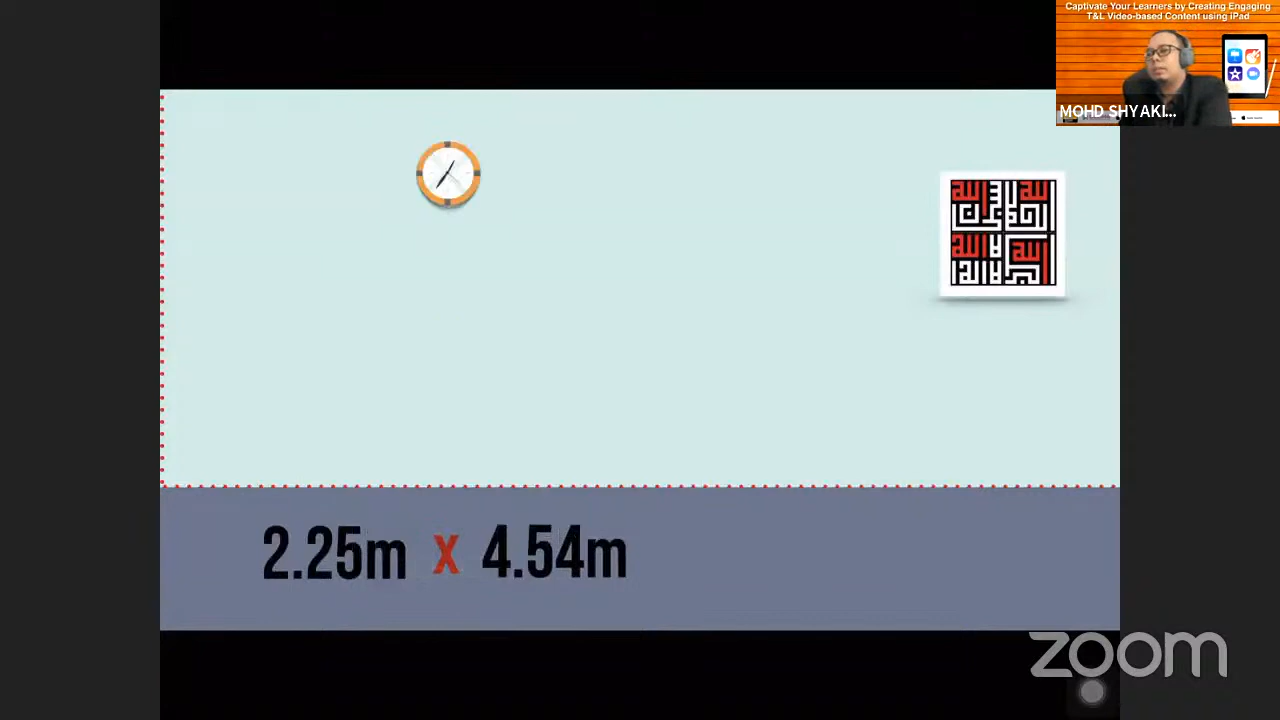 Captivate Your Learners by Creating Engaging
T&L Video-based Content using iPad
MOHD SHYAKI...
2.25m x 4.54m
zoom